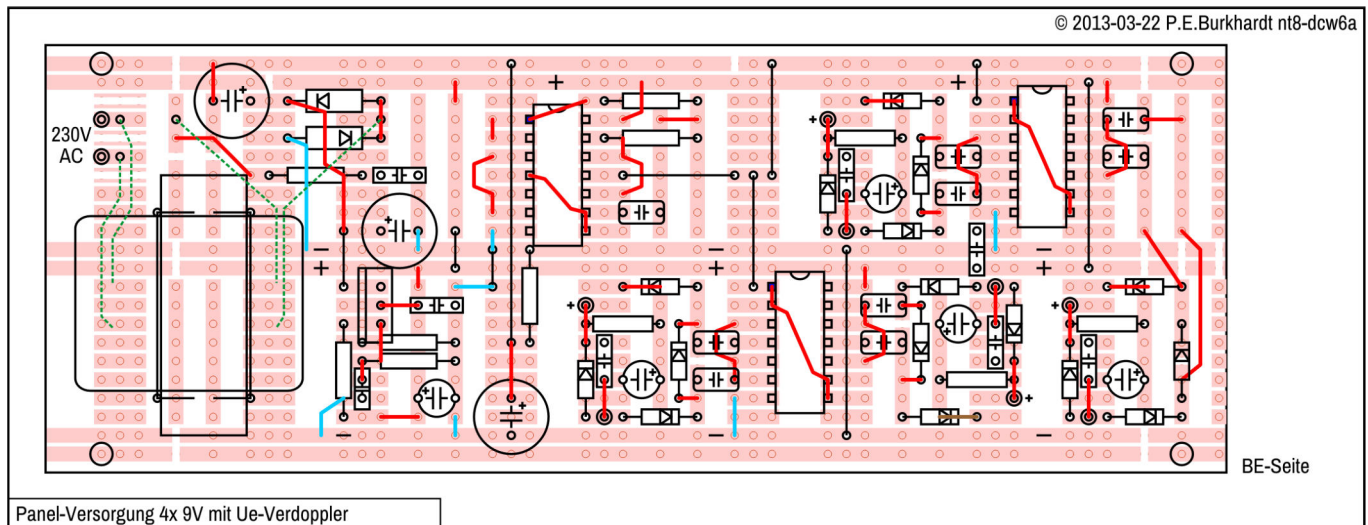 © 2013-03-22 P.E.Burkhardt nt8-dcw6a
230V
AC
BE-Seite
Panel-Versorgung 4x 9V mit Ue-Verdoppler